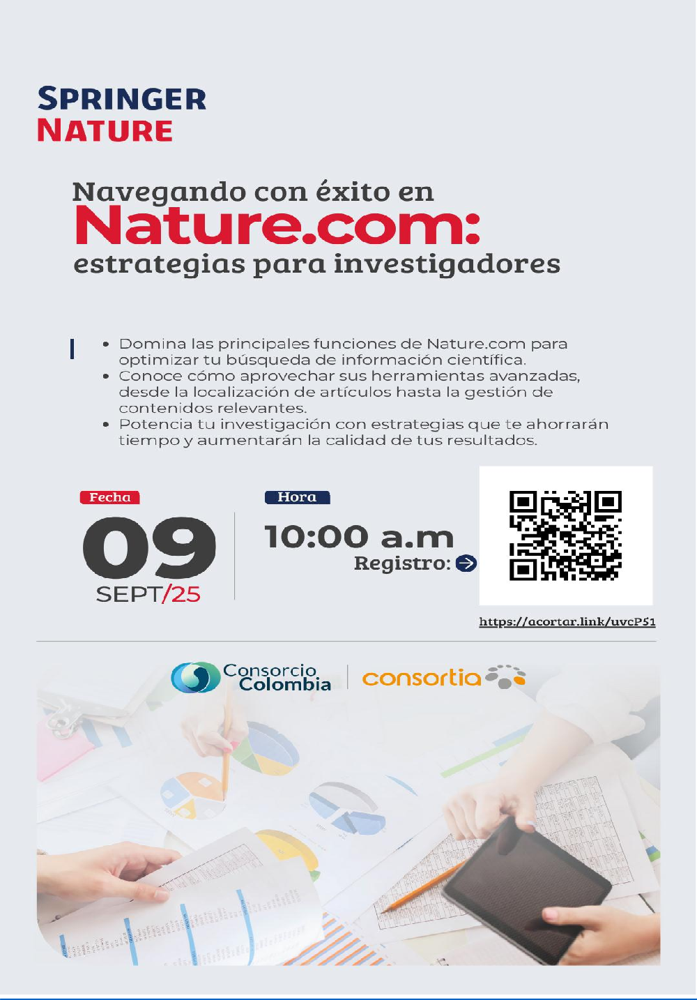 SPRINGER
NATURE
Navegando con éxito en
Nature.com:
estrategias para investigadores
• Domina las principales funciones de Nature.com para
optimizar tu búsqueda de información científica.
• Conoce cómo aprovechar sus herramientas avanzadas,
desde la localización de artículos hasta la gestión de
contenidos relevantes.
• Potencia tu investigación con estrategias que te ahorrarán
tiempo y aumentarán la calidad de tus resultados.
Fecha
09
SEPT/25
Hora
10:00 a.m
Registro:
https://acortar.link/uvcP51
Consorcio
Colombia
consortia